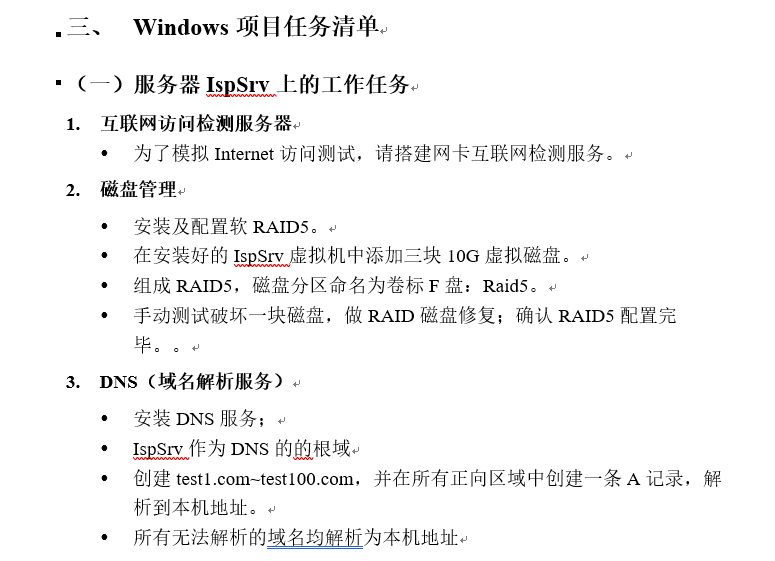 三、 Windows 项目任务清单
（一）服务器 IspSrv 上的工作任务
1. 互联网访问检测服务器
• 为了模拟 Internet 访问测试，请搭建网卡互联网检测服务。
2. 磁盘管理
• 安装及配置软 RAID5。
• 在安装好的 IspSrv 虚拟机中添加三块 10G 虚拟磁盘。
• 组成 RAID5，磁盘分区命名为卷标 F 盘：Raid5。
• 手动测试破坏一块磁盘，做 RAID 磁盘修复；确认 RAID5 配置完
毕。。
3. DNS（域名解析服务）
• 安装 DNS 服务；
• IspSrv 作为 DNS 的的根域
• 创建 test1.com~test100.com，并在所有正向区域中创建一条 A 记录，解
析到本机地址。
• 所有无法解析的域名均解析为本机地址